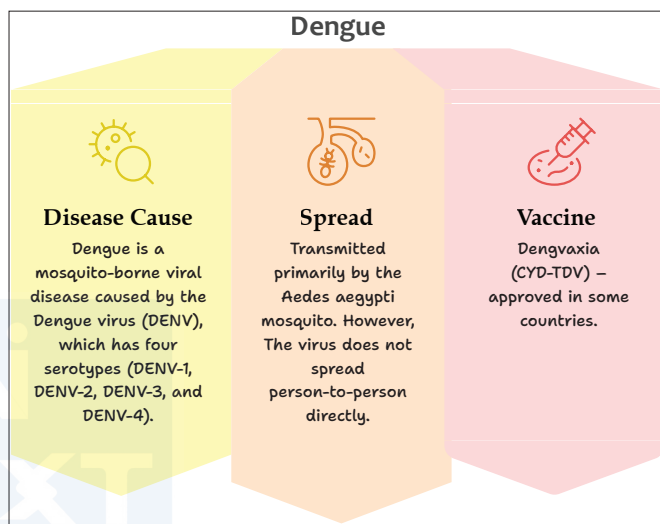 Dengue
Disease Cause
Dengue is a
mosquito-borne viral
disease caused by the
Dengue virus (DENV),
which has four
serotypes (DENV-1,
DENV-2, DENV-3, and
DENV-4).
Spread
Transmitted
primarily by the
Aedes aegypti
mosquito. However,
The virus does not
spread
person-to-person
directly.
Vaccine
Dengvaxia
(CYD-TDV) –
approved in some
countries.